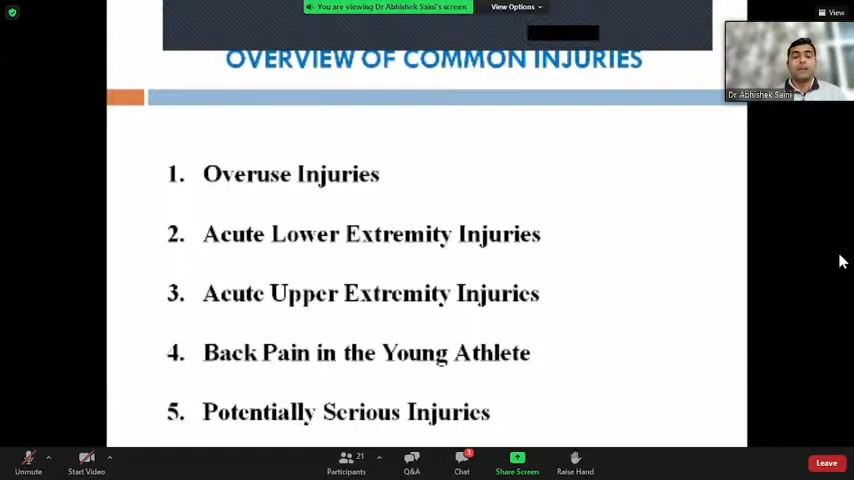 You are viewing Dr Abhishek Saini's screen
View Options
View
OVERVIEW OF COMMON INJURIES
Dr Abhishek Saini
1. Overuse Injuries
2. Acute Lower Extremity Injuries
3. Acute Upper Extremity Injuries
4. Back Pain in the Young Athlete
5. Potentially Serious Injuries
Unmute
Start Video
21
Participants
Q&A
3
Chat
Share Screen
Raise Hand
Leave